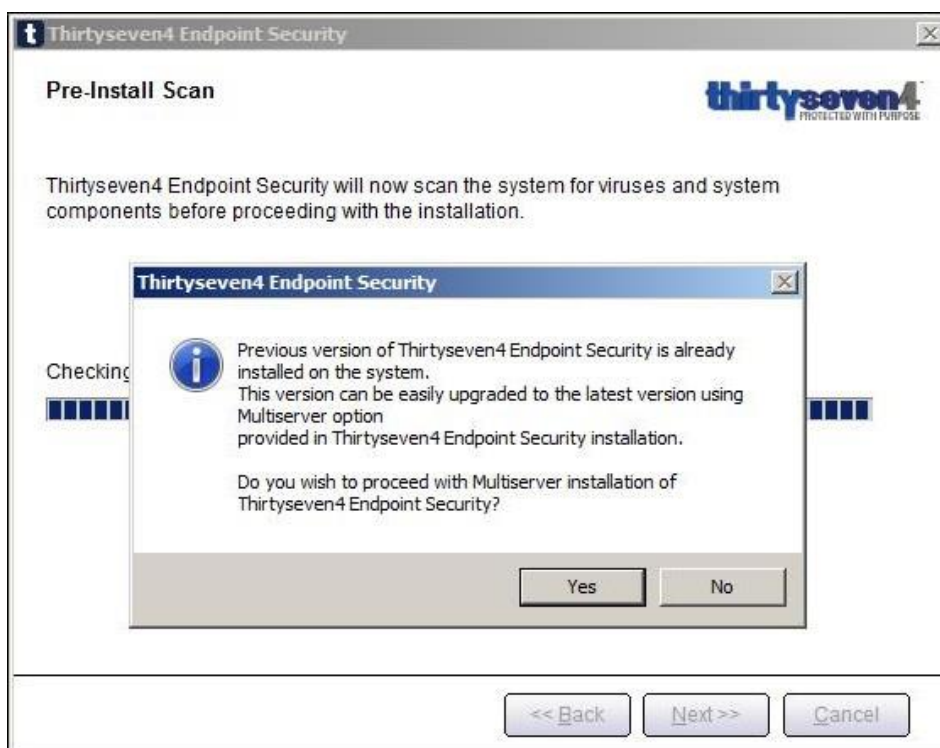 t Thirtyseven4 Endpoint Security
Pre-Install Scan
thirtyseven4
PROTECTED WITH PURPOSE
Thirtyseven4 Endpoint Security will now scan the system for viruses and system
components before proceeding with the installation.
Thirtyseven4 Endpoint Security
Previous version of Thirtyseven4 Endpoint Security is already
installed on the system.
This version can be easily upgraded to the latest version using
Multiserver option
provided in Thirtyseven4 Endpoint Security installation.
Do you wish to proceed with Multiserver installation of
Thirtyseven4 Endpoint Security?
Checking
Yes No
<< Back Next >> Cancel